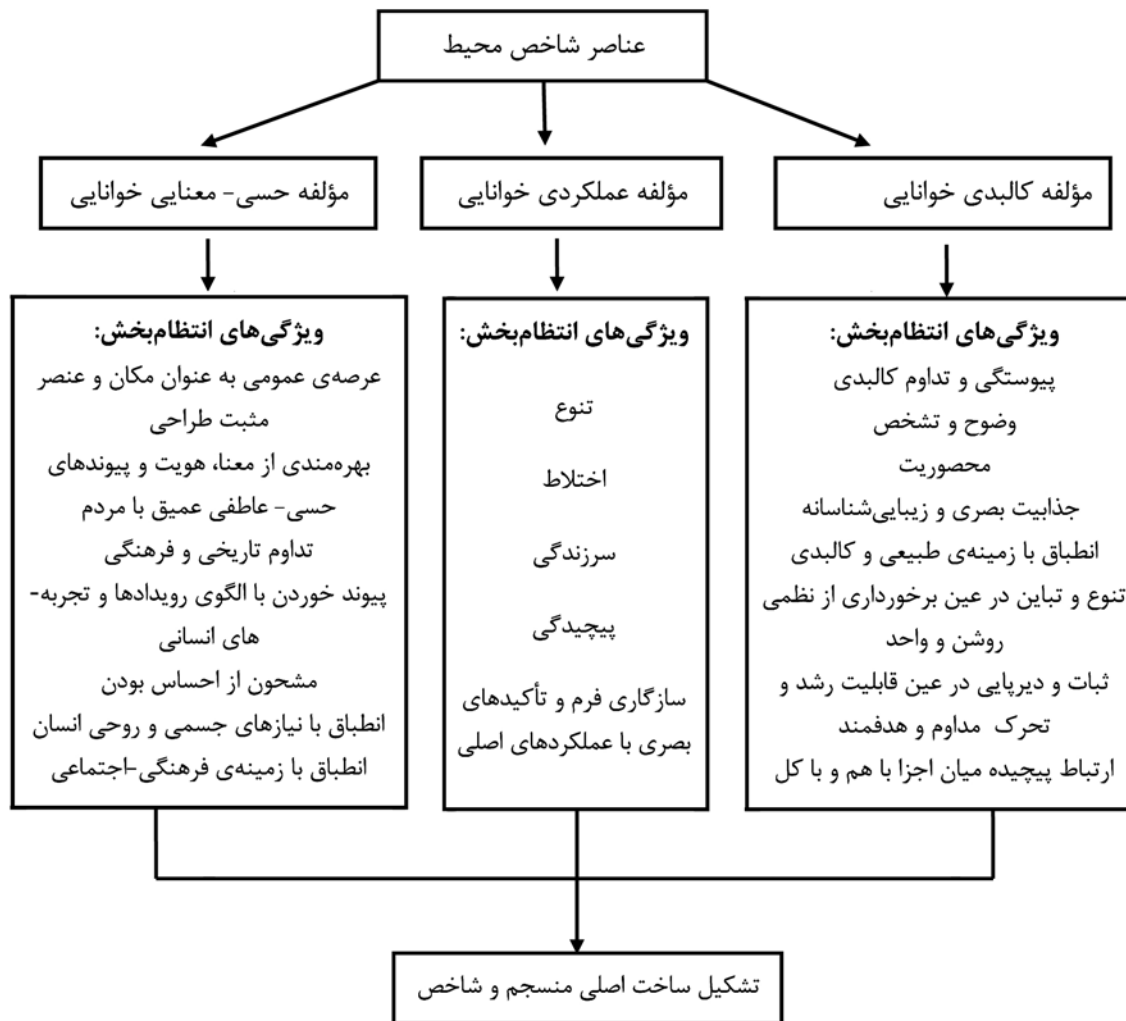 عناصر شاخص محیط
مؤلفه کالبدی خوانایی
مؤلفه عملکردی خوانایی
مؤلفه حسی- معنایی خوانایی
ویژگی‌های انتظام‌بخش:
پیوستگی و تداوم کالبدی
وضوح و تشخص
محصوریت
جذابیت بصری و زیبایی‌شناسانه
انطباق با زمینه‌ی طبیعی و کالبدی
تنوع و تباین در عین برخورداری از نظمی
روشن و واحد
ثبات و دیرپایی در عین قابلیت رشد و
تحرک مداوم و هدفمند
ارتباط پیچیده میان اجزا با هم و با کل
ویژگی‌های انتظام‌بخش:
تنوع
اختلاط
سرزندگی
پیچیدگی
سازگاری فرم و تأکیدهای
بصری با عملکردهای اصلی
ویژگی‌های انتظام‌بخش:
عرصه‌ی عمومی به عنوان مکان و عنصر
مثبت طراحی
بهره‌مندی از معنا، هویت و پیوندهای
حسی- عاطفی عمیق با مردم
تداوم تاریخی و فرهنگی
پیوند خوردن با الگوی رویدادها و تجربه-
های انسانی
مشحون از احساس بودن
انطباق با نیازهای جسمی و روحی انسان
انطباق با زمینه‌ی فرهنگی-اجتماعی
تشکیل ساخت اصلی منسجم و شاخص